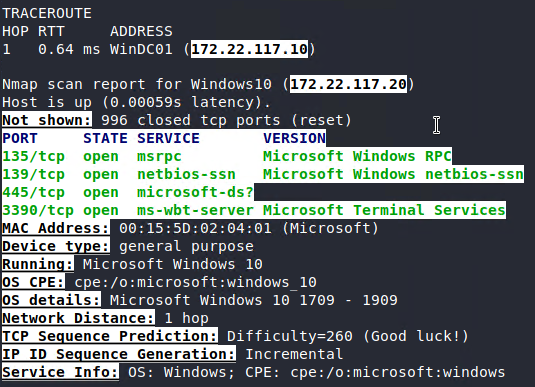 TRACEROUTE
HOP RTT     ADDRESS
1   0.64 ms WinDC01 (172.22.117.10)

Nmap scan report for Windows10 (172.22.117.20)
Host is up (0.00059s latency).
Not shown: 996 closed tcp ports (reset)
PORT     STATE SERVICE       VERSION
135/tcp  open  msrpc         Microsoft Windows RPC
139/tcp  open  netbios-ssn   Microsoft Windows netbios-ssn
445/tcp  open  microsoft-ds?
3390/tcp open  ms-wbt-server Microsoft Terminal Services
MAC Address: 00:15:5D:02:04:01 (Microsoft)
Device type: general purpose
Running: Microsoft Windows 10
OS CPE: cpe:/o:microsoft:windows_10
OS details: Microsoft Windows 10 1709 - 1909
Network Distance: 1 hop
TCP Sequence Prediction: Difficulty=260 (Good luck!)
IP ID Sequence Generation: Incremental
Service Info: OS: Windows; CPE: cpe:/o:microsoft:windows